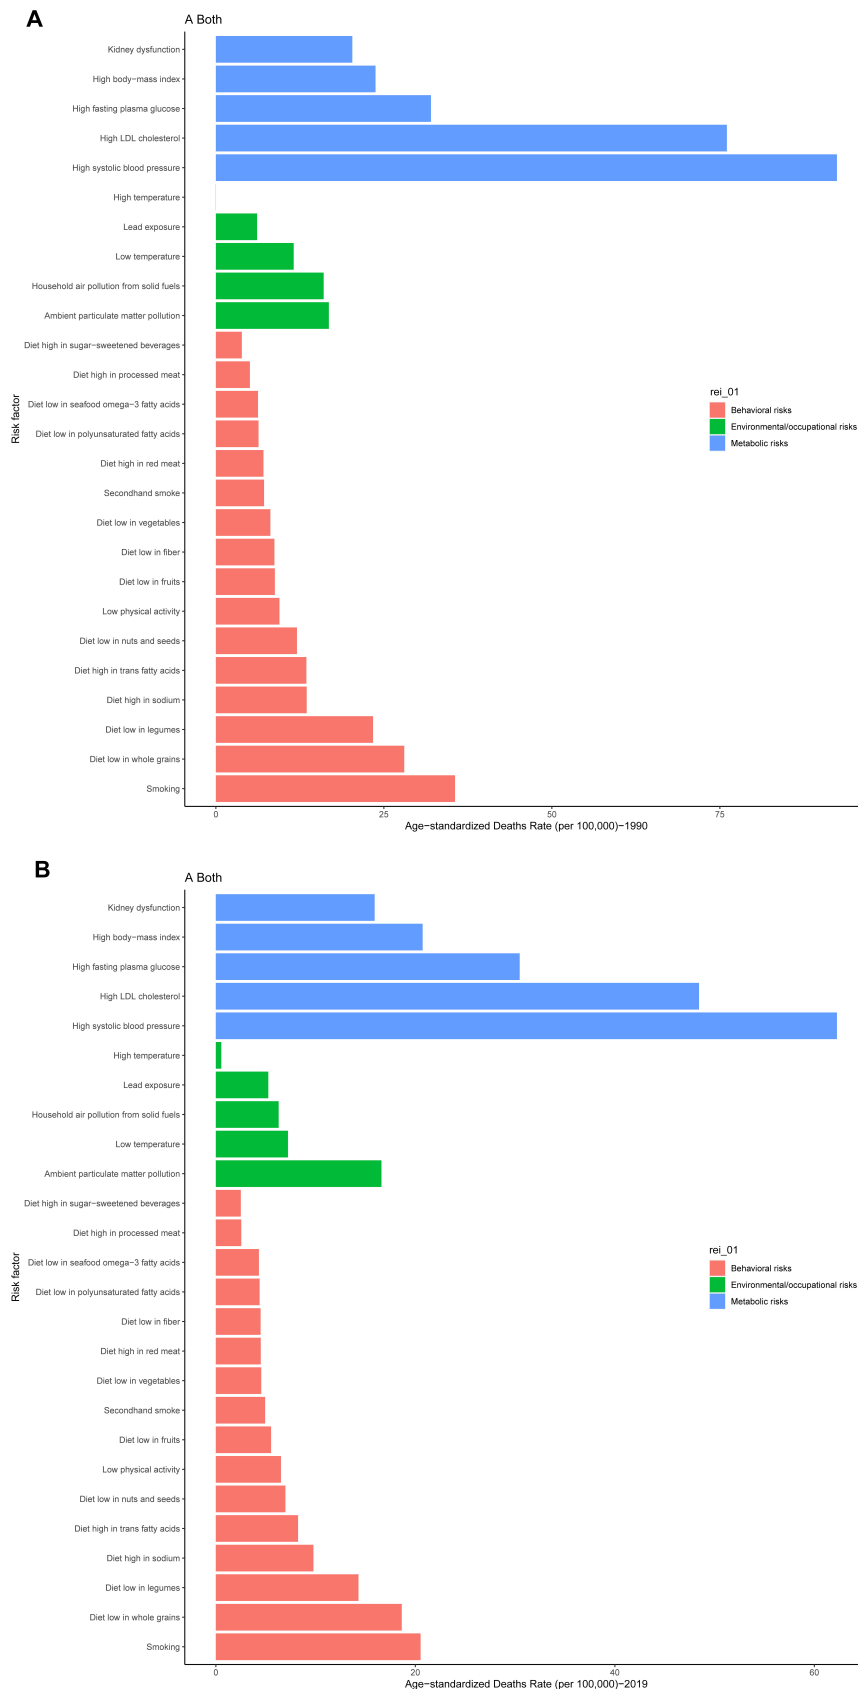 A
A Both
Kidney dysfunction
High body−mass index
High fasting plasma glucose
High LDL cholesterol
High systolic blood pressure
High temperature
Lead exposure
Low temperature
Household air pollution from solid fuels
Ambient particulate matter pollution
Diet high in sugar−sweetened beverages
Diet high in processed meat
Diet low in seafood omega−3 fatty acids
Diet low in polyunsaturated fatty acids
Diet high in red meat
Secondhand smoke
Diet low in vegetables
Diet low in fiber
Diet low in fruits
Low physical activity
Diet low in nuts and seeds
Diet high in trans fatty acids
Diet high in sodium
Diet low in legumes
Diet low in whole grains
Smoking
Risk factor
rei_01
Behavioral risks
Environmental/occupational risks
Metabolic risks
0 25 50 75
Age−standardized Deaths Rate (per 100,000)−1990
B
A Both
Kidney dysfunction
High body−mass index
High fasting plasma glucose
High LDL cholesterol
High systolic blood pressure
High temperature
Lead exposure
Household air pollution from solid fuels
Low temperature
Ambient particulate matter pollution
Diet high in sugar−sweetened beverages
Diet high in processed meat
Diet low in seafood omega−3 fatty acids
Diet low in polyunsaturated fatty acids
Diet low in fiber
Diet high in red meat
Diet low in vegetables
Secondhand smoke
Diet low in fruits
Low physical activity
Diet low in nuts and seeds
Diet high in trans fatty acids
Diet high in sodium
Diet low in legumes
Diet low in whole grains
Smoking
Risk factor
rei_01
Behavioral risks
Environmental/occupational risks
Metabolic risks
0 20 40 60
Age−standardized Deaths Rate (per 100,000)−2019